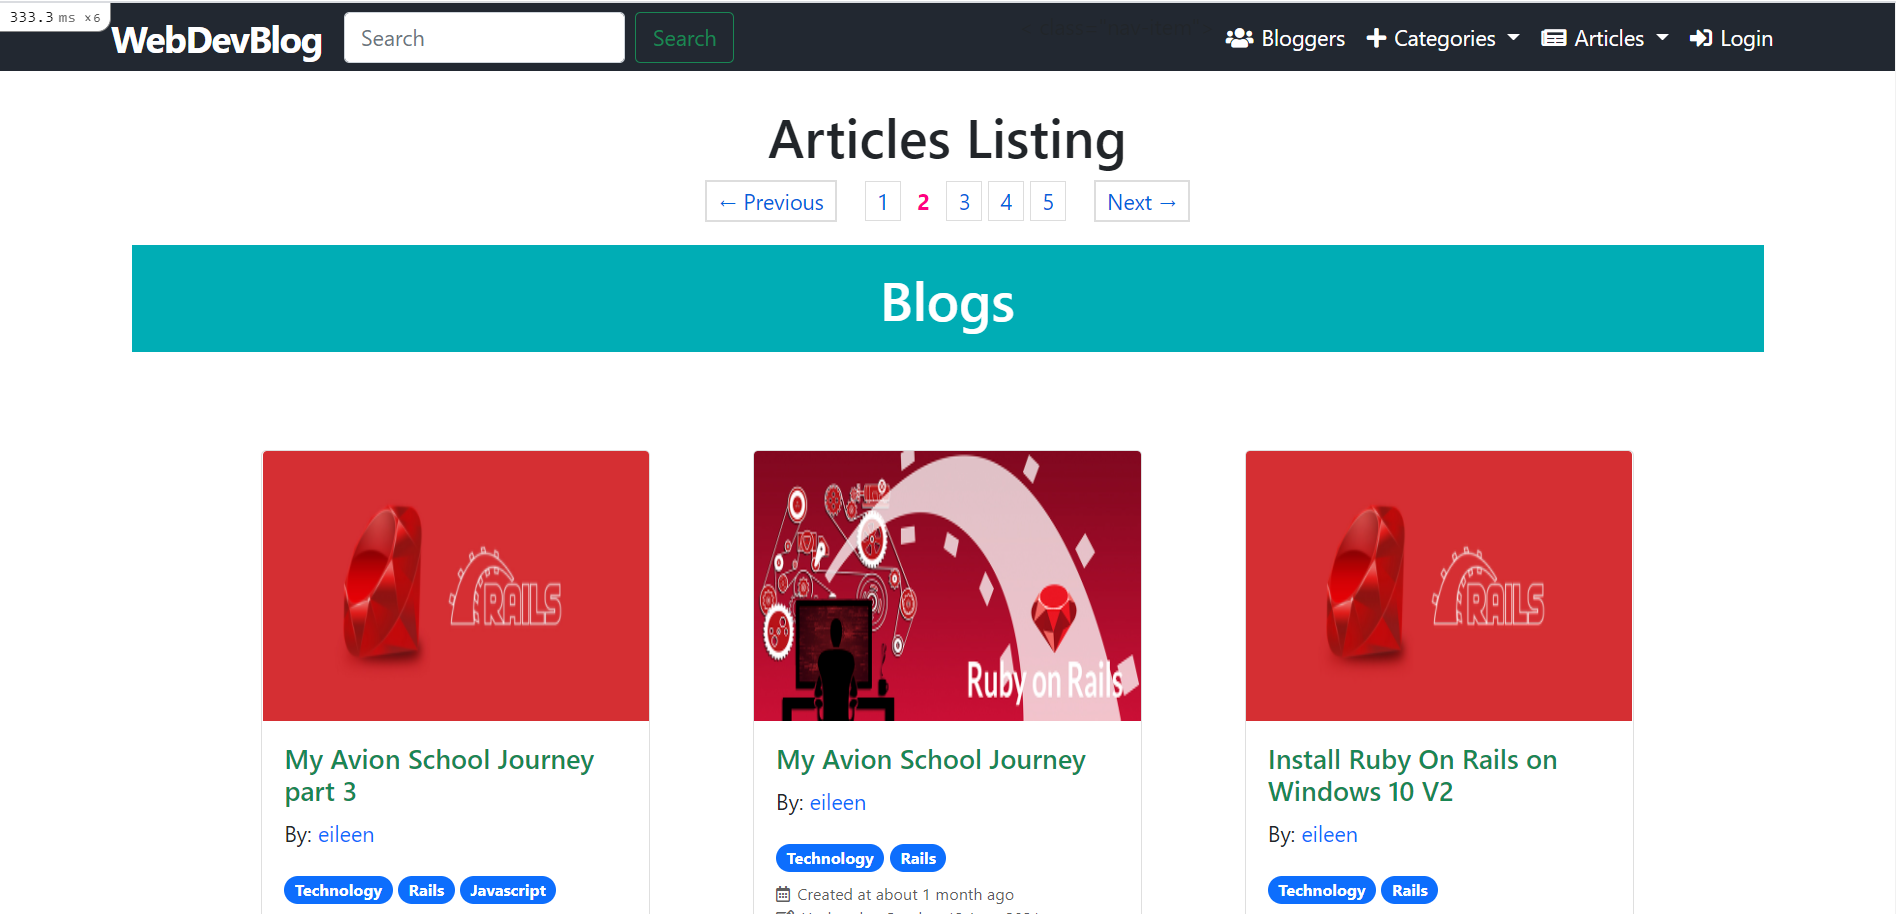 333.3 ms ×6
WebDevBlog Search Search Bloggers Categories Articles Login
Articles Listing
← Previous 1 2 3 4 5 Next →
Blogs
RAILS
Ruby on Rails
RAILS
My Avion School Journey
part 3
By: eileen
Technology Rails Javascript
My Avion School Journey
By: eileen
Technology Rails
Created at about 1 month ago
Install Ruby On Rails on
Windows 10 V2
By: eileen
Technology Rails